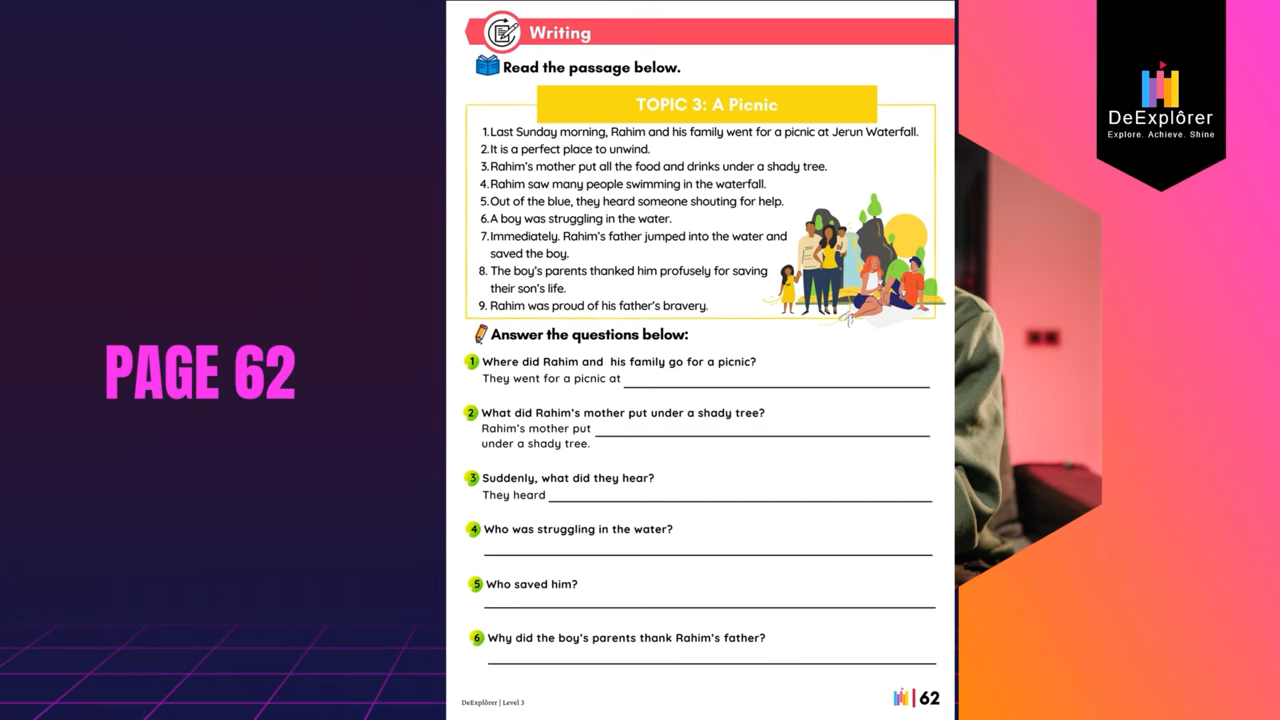 PAGE 62
Writing
Read the passage below.
TOPIC 3: A Picnic
1. Last Sunday morning, Rahim and his family went for a picnic at Jerun Waterfall.
2. It is a perfect place to unwind.
3. Rahim's mother put all the food and drinks under a shady tree.
4. Rahim saw many people swimming in the waterfall.
5. Out of the blue, they heard someone shouting for help.
6. A boy was struggling in the water.
7. Immediately. Rahim's father jumped into the water and
saved the boy.
8. The boy's parents thanked him profusely for saving
their son's life.
9. Rahim was proud of his father's bravery.
Answer the questions below:
1 Where did Rahim and his family go for a picnic?
They went for a picnic at
2 What did Rahim's mother put under a shady tree?
Rahim's mother put
under a shady tree.
3 Suddenly, what did they hear?
They heard
4 Who was struggling in the water?
5 Who saved him?
6 Why did the boy's parents thank Rahim's father?
DeExplôrer | Level 3
62
DeExplôrer
Explore. Achieve. Shine